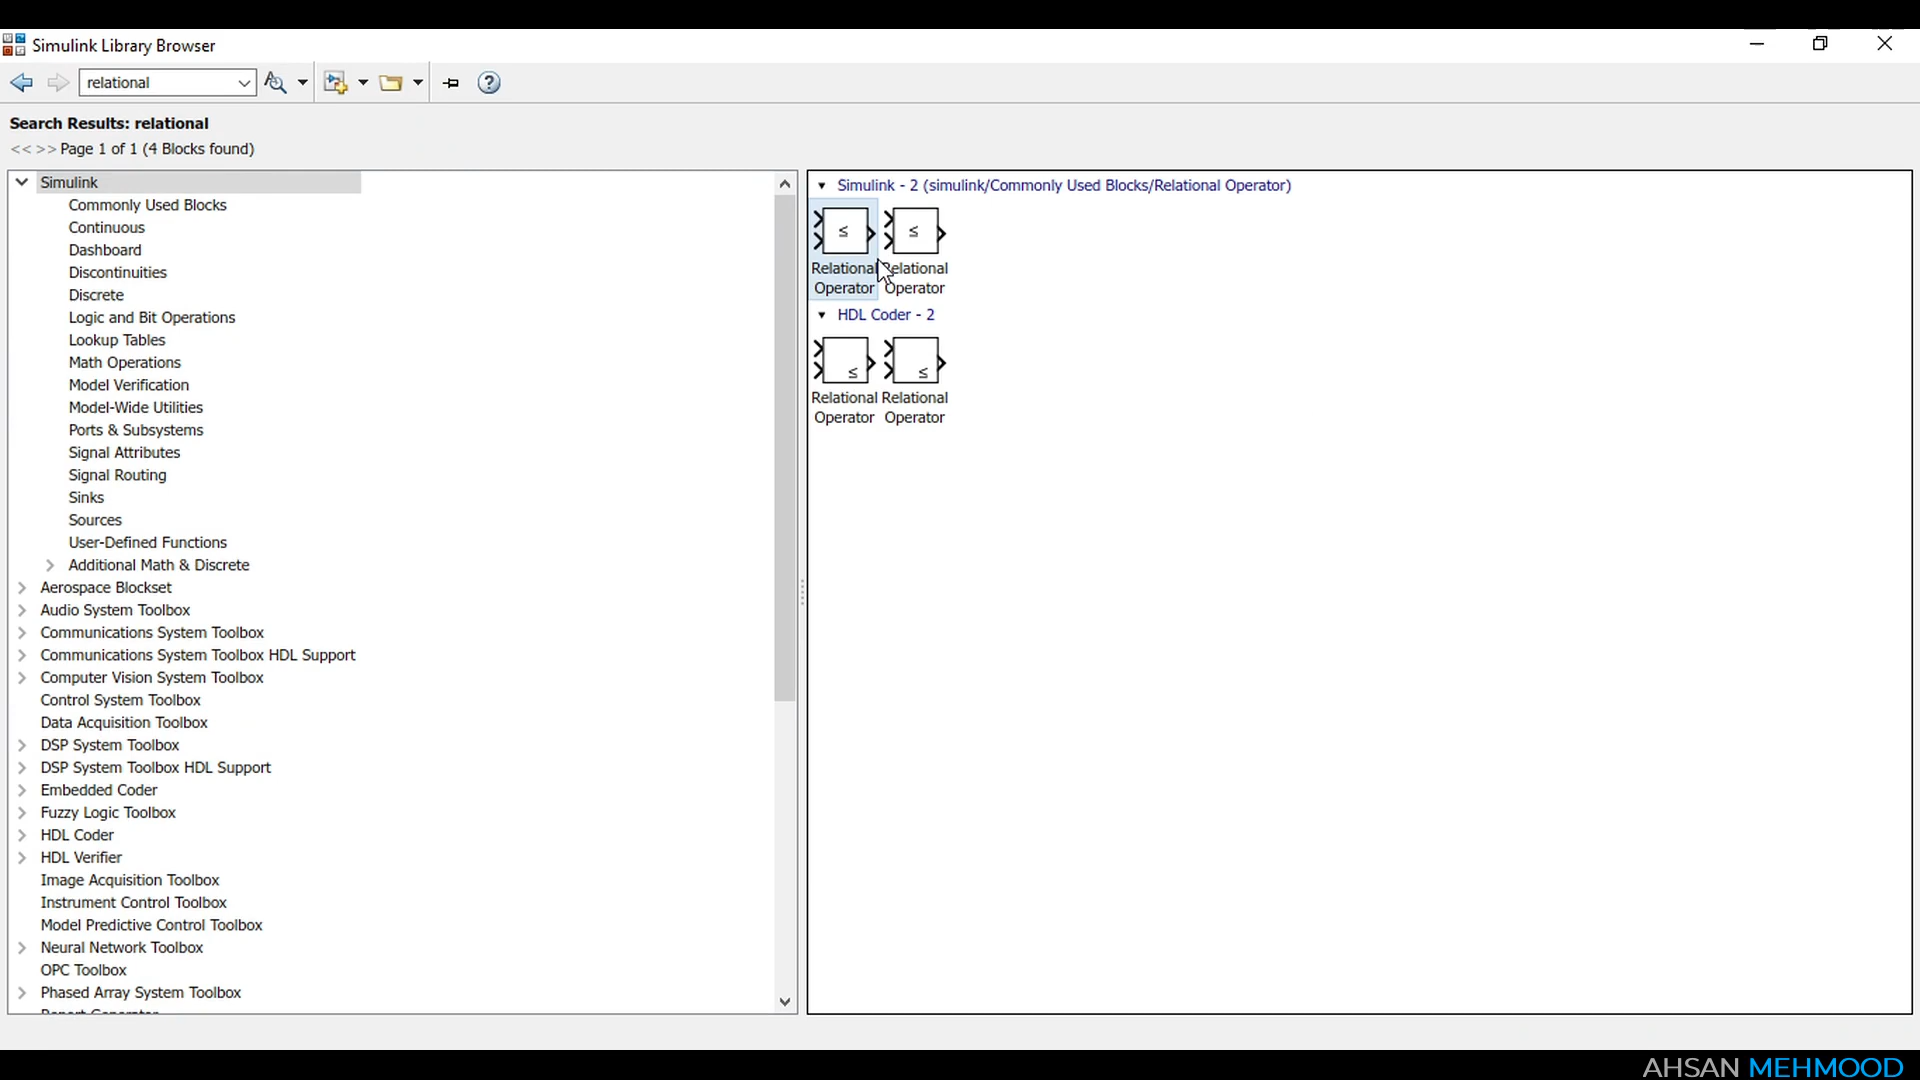 Simulink Library Browser
relational
Search Results: relational
<< >> Page 1 of 1 (4 Blocks found)
Simulink
Commonly Used Blocks
Continuous
Dashboard
Discontinuities
Discrete
Logic and Bit Operations
Lookup Tables
Math Operations
Model Verification
Model-Wide Utilities
Ports & Subsystems
Signal Attributes
Signal Routing
Sinks
Sources
User-Defined Functions
Additional Math & Discrete
Aerospace Blockset
Audio System Toolbox
Communications System Toolbox
Communications System Toolbox HDL Support
Computer Vision System Toolbox
Control System Toolbox
Data Acquisition Toolbox
DSP System Toolbox
DSP System Toolbox HDL Support
Embedded Coder
Fuzzy Logic Toolbox
HDL Coder
HDL Verifier
Image Acquisition Toolbox
Instrument Control Toolbox
Model Predictive Control Toolbox
Neural Network Toolbox
OPC Toolbox
Phased Array System Toolbox
Simulink - 2 (simulink/Commonly Used Blocks/Relational Operator)
≤ ≤
Relational Relational
Operator Operator
HDL Coder - 2
≤ ≤
Relational Relational
Operator Operator
AHSAN MEHMOOD